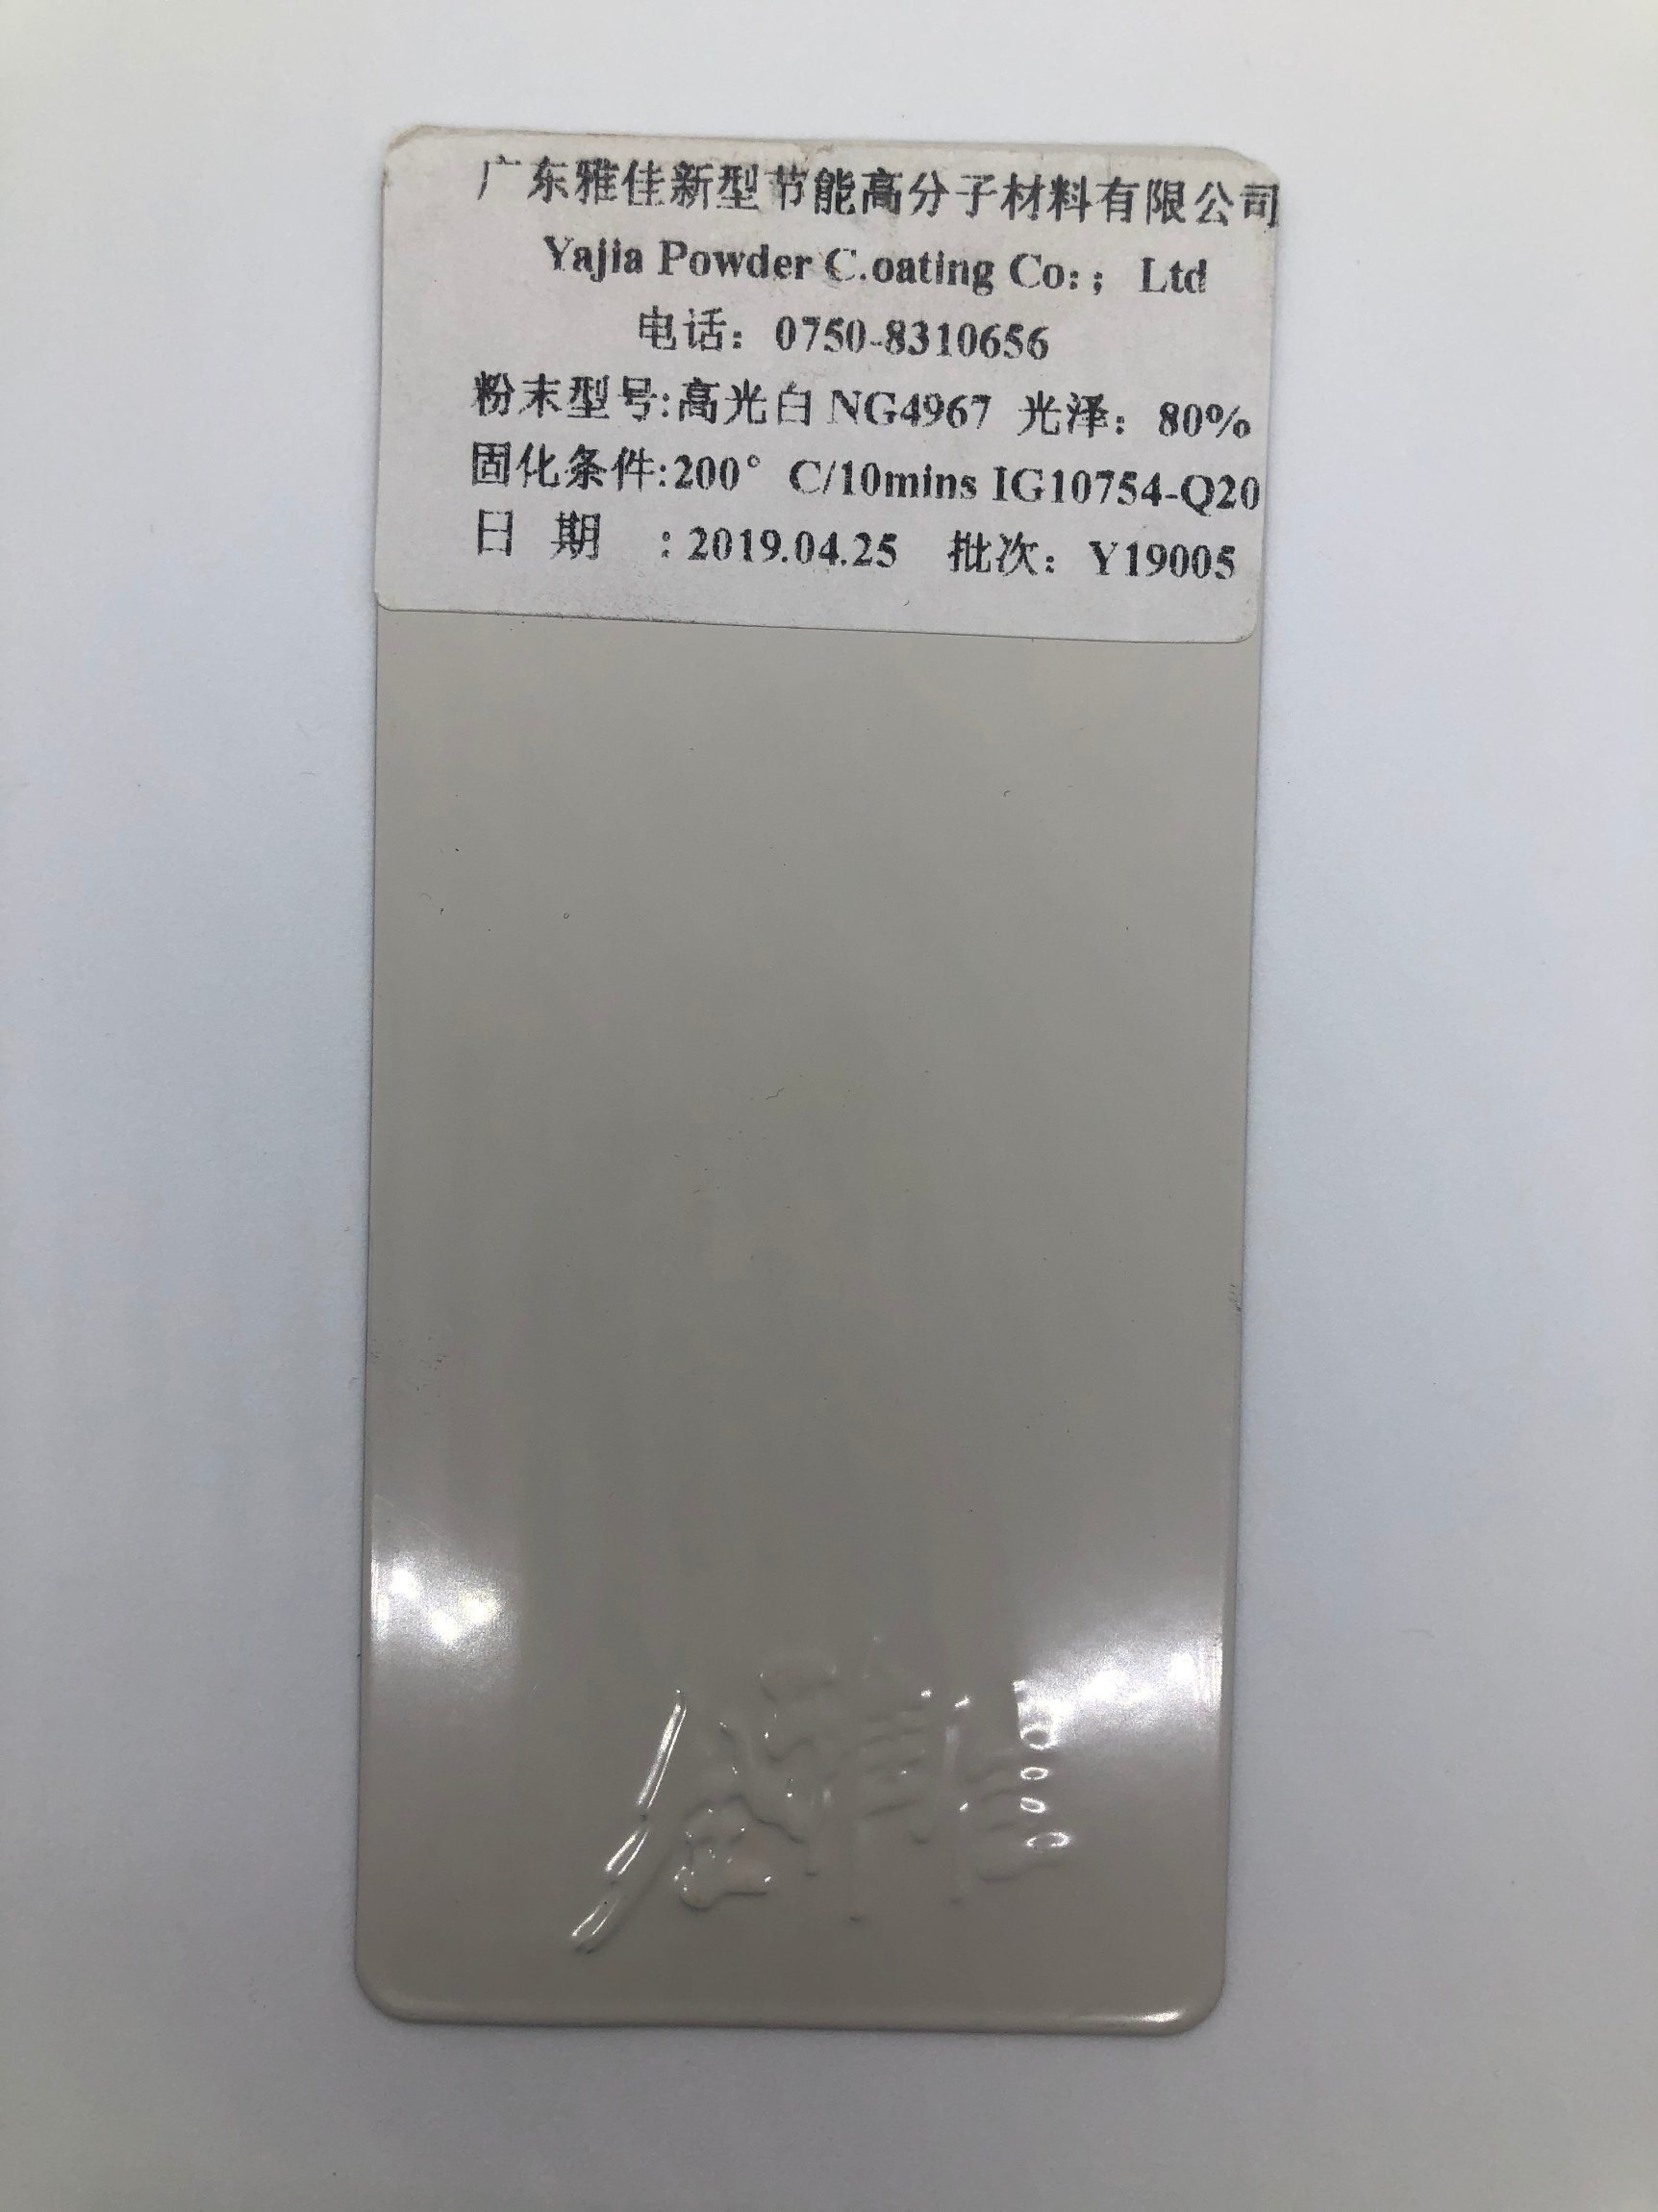 广东雅佳新型节能高分子材料有限公司
Yajia Powder C.oating Co:; Ltd
电话：0750-8310656
粉末型号:高光白 NG4967 光泽：80%
固化条件:200°C/10mins IG10754-Q20
日期:2019.04.25 批次：Y19005